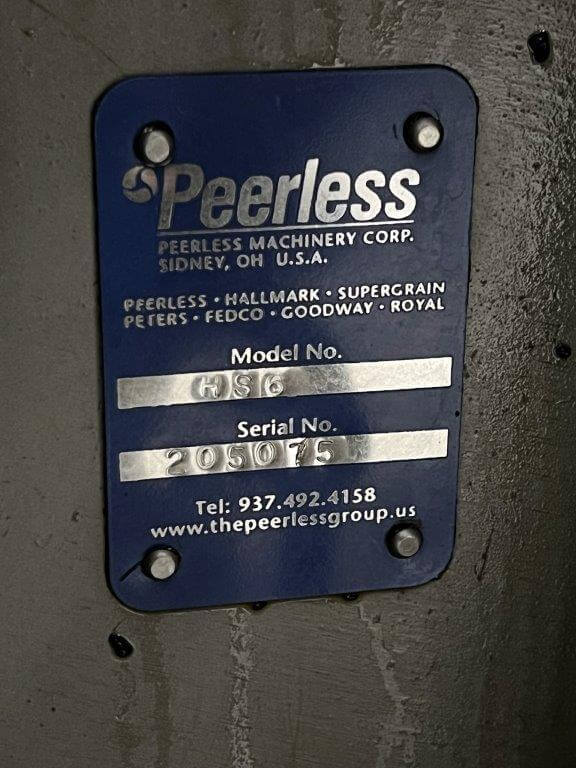 Peerless
PEERLESS MACHINERY CORP.
SIDNEY, OH U.S.A.
PEERLESS • HALLMARK • SUPERGRAIN
PETERS • FEDCO • GOODWAY • ROYAL
Model No.
HS6
Serial No.
205075
Tel: 937.492.4158
www.thepeerlessgroup.us